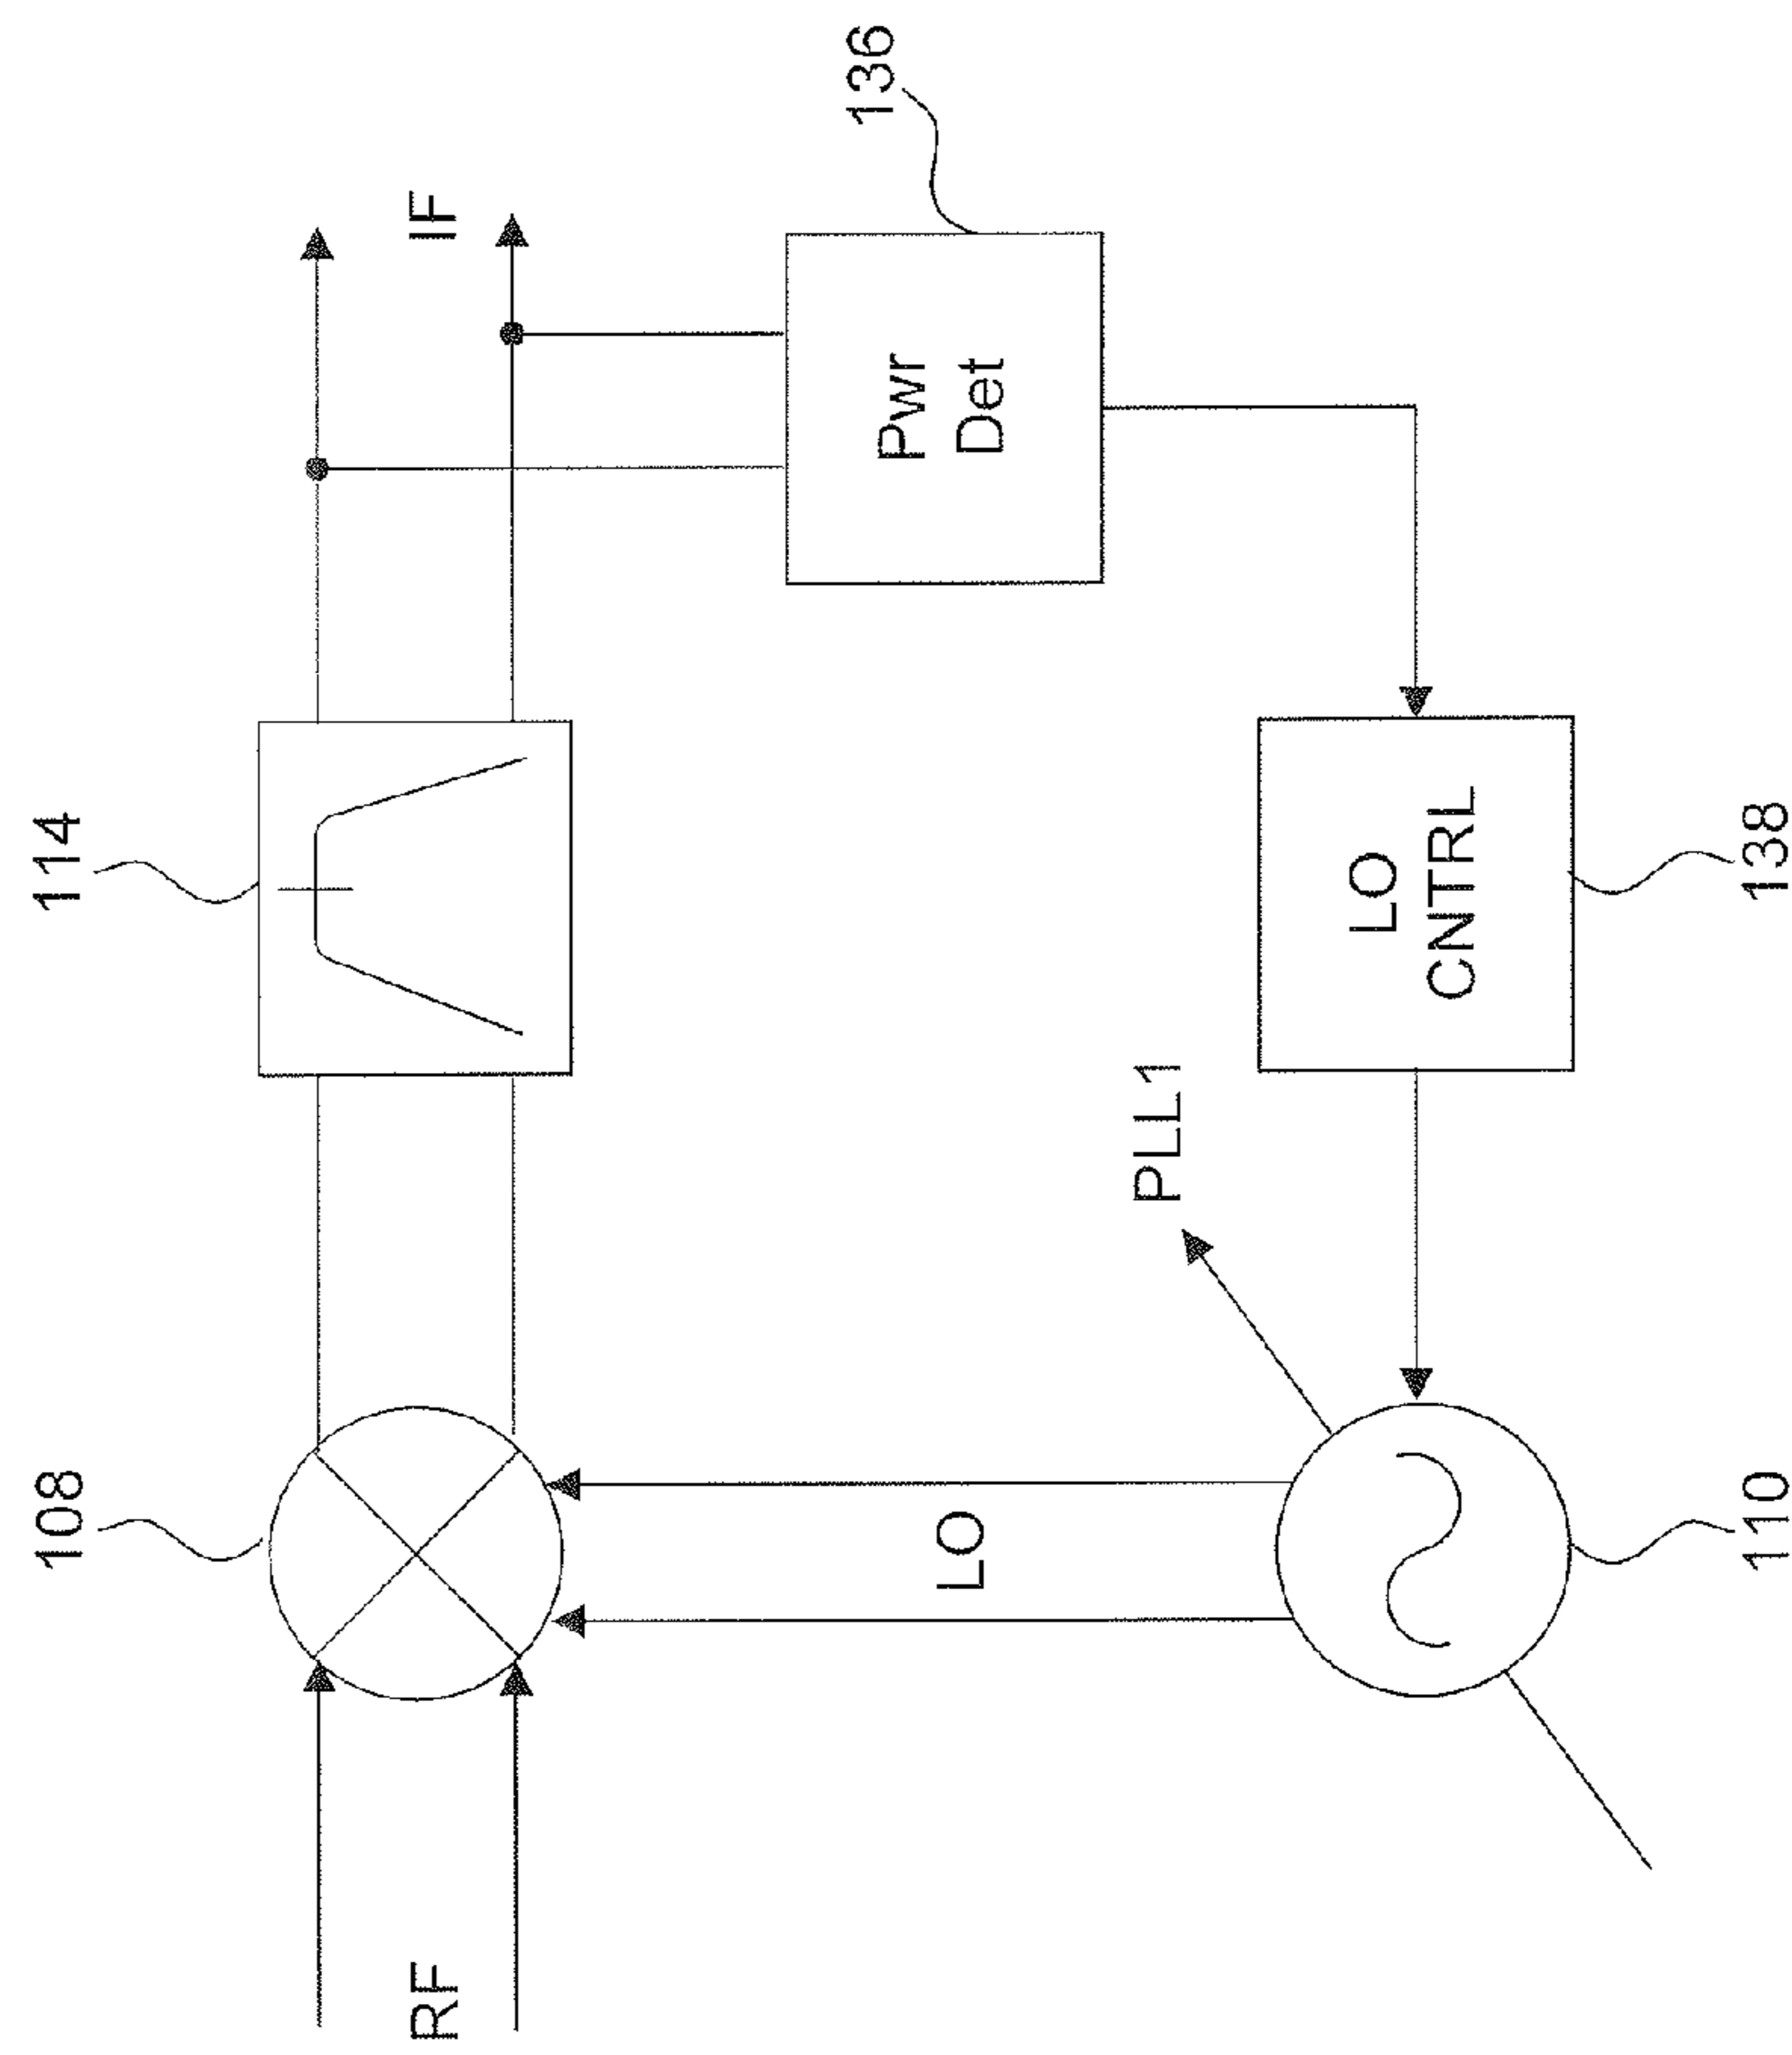 108
114
RF
IF
136
LO
Pwr
Det
PLL1
LO
CNTRL
110
138